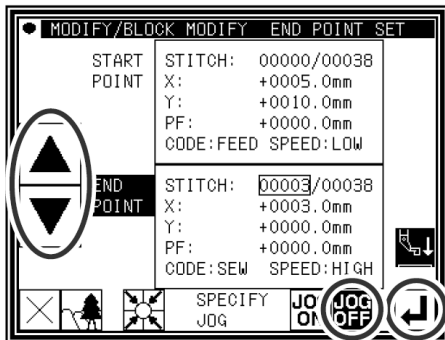 MODIFY/BLOCK MODIFY END POINT SET
START POINT
STITCH: 00000/00038
X: +0005.0mm
Y: +0010.0mm
PF: +0000.0mm
CODE:FEED SPEED:LOW
END POINT
STITCH: 00003/00038
X: +0003.0mm
Y: +0000.0mm
PF: +0000.0mm
CODE:SEW SPEED:HIGH
SPECIFY
JOG
JOG
ON
JOG
OFF